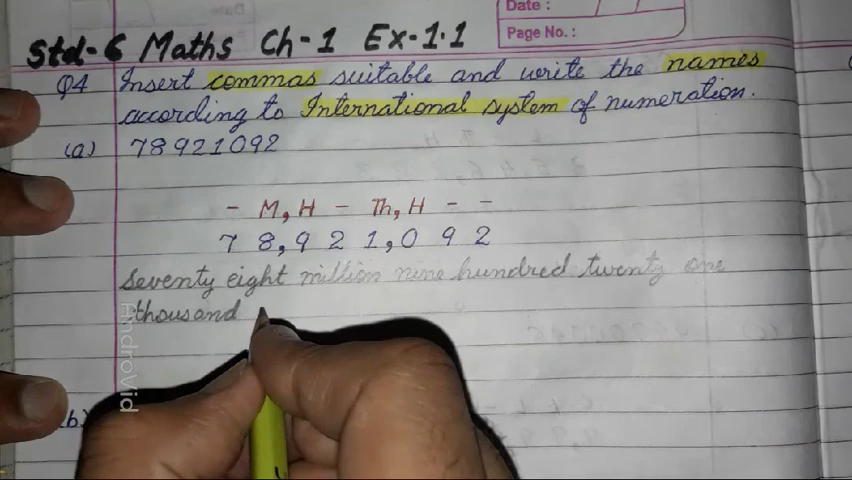 Date :
Page No. :
Std-6 Maths Ch-1 Ex-1.1
Q4 Insert commas suitable and write the names
according to International system of numeration.
(a) 78921092
- M, H - Th, H - -
7 8,9 2 1,0 9 2
Seventy eight million nine hundred twenty one
thousand
(b)
AndroVid